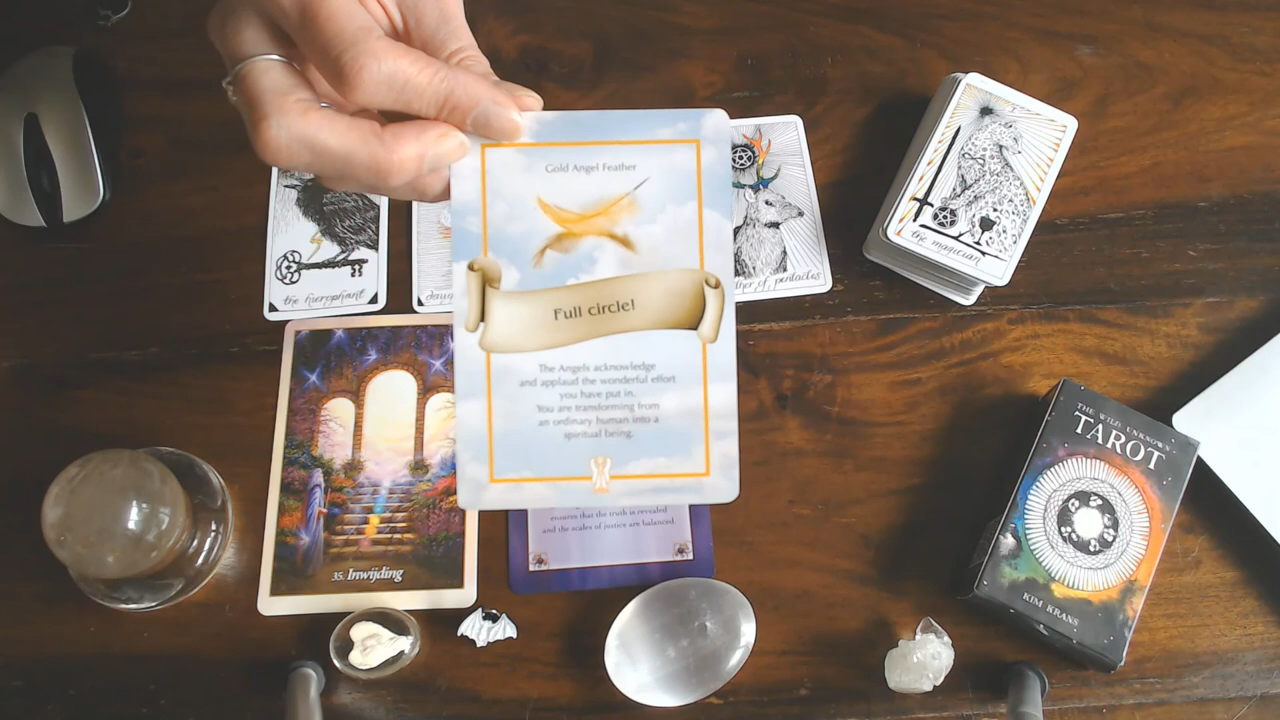 Gold Angel Feather
Full circle!
The Angels acknowledge
and applaud the wonderful effort
you have put in.
You are transforming from
an ordinary human into a
spiritual being.
the hierophant
of pentacles
the magician
35. Inwijding
ensures that the truth is revealed
and the scales of justice are balanced.
THE WILD UNKNOWN
TAROT
KIM KRANS